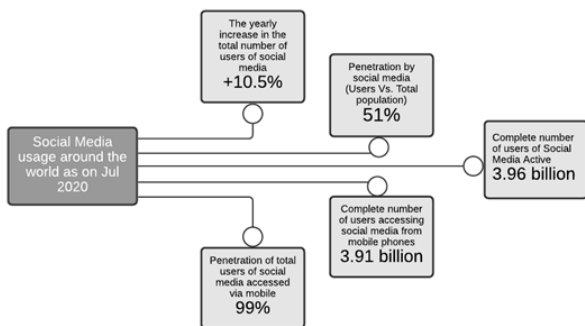 The yearly
increase in the
total number of
users of social
media
+10.5%
Penetration by
social media
(Users Vs. Total
population)
51%
Social Media
usage around the
world as on Jul
2020
Complete number
of users of Social
Media Active
3.96 billion
Complete number
of users accessing
social media from
mobile phones
3.91 billion
Penetration of total
users of social
media accessed
via mobile
99%